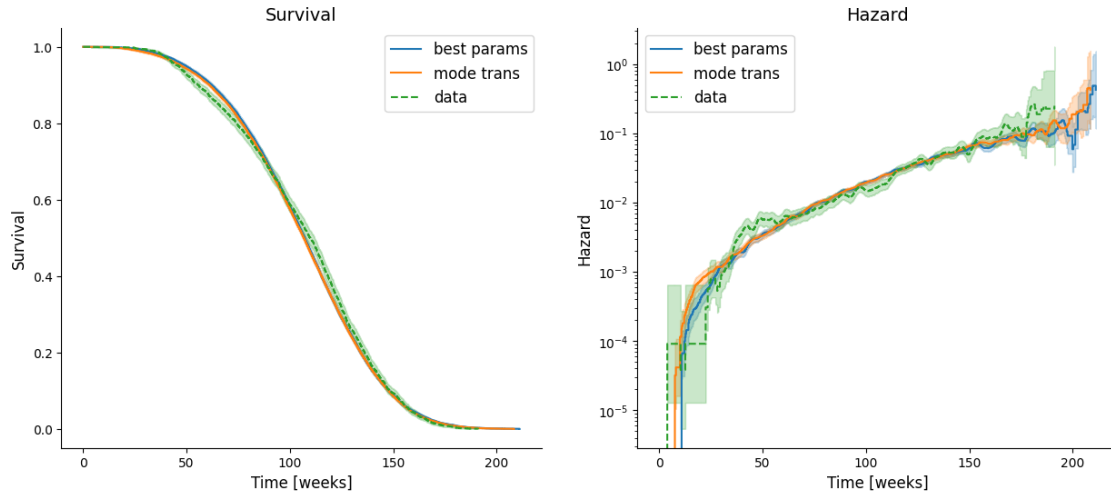 Survival
1.0
0.8
0.6
0.4
0.2
0.0
Survival
0
50
100
150
200
Time [weeks]
best params
mode trans
data
Hazard
10^0
10^-1
10^-2
10^-3
10^-4
10^-5
Hazard
0
50
100
150
200
Time [weeks]
best params
mode trans
data